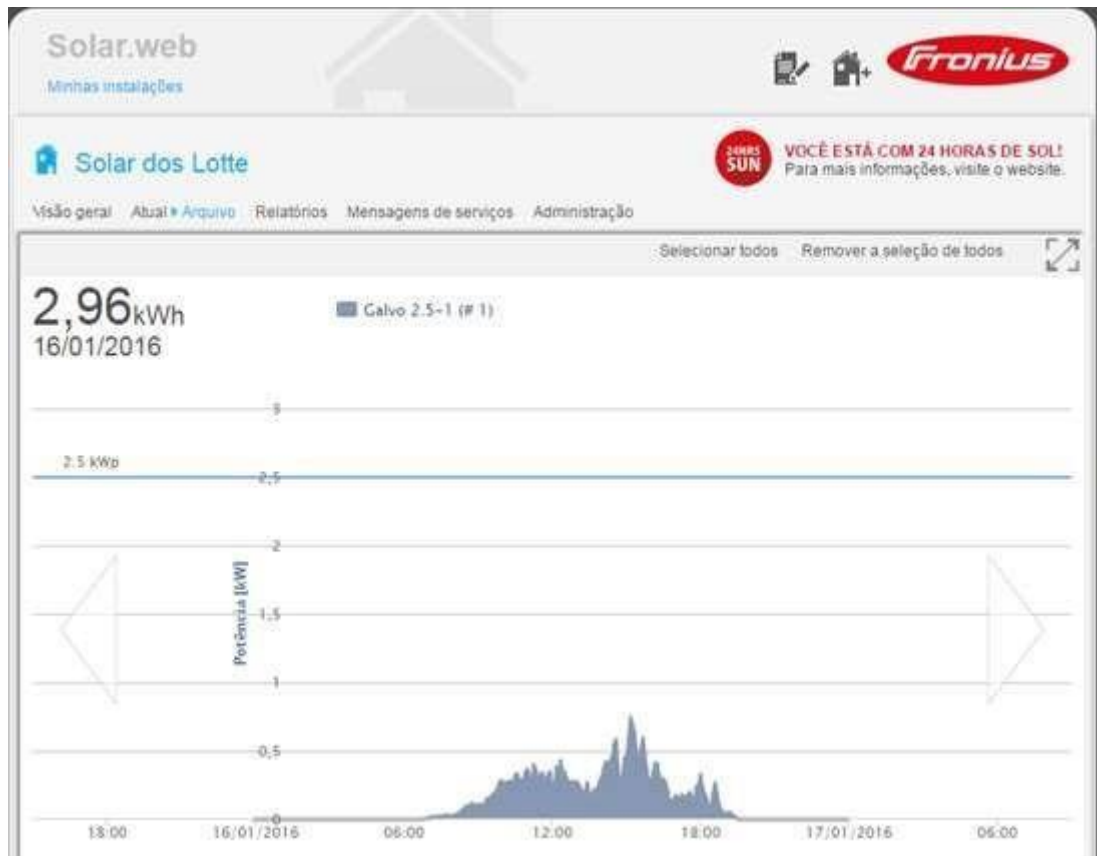 Solar.web
Minhas instalações
Fronius
Solar dos Lotte
24HRS
SUN
VOCÊ ESTÁ COM 24 HORAS DE SOL!
Para mais informações, visite o website.
Visão geral Atual Arquivo Relatórios Mensagens de serviços Administração
Selecionar todos Remover a seleção de todos
2,96kWh
16/01/2016
Galvo 2.5-1 (# 1)
3
2.5 kWp
2,5
2
Potência [kW]
1,5
1
0,5
0
18:00 16/01/2016 06:00 12:00 18:00 17/01/2016 06:00